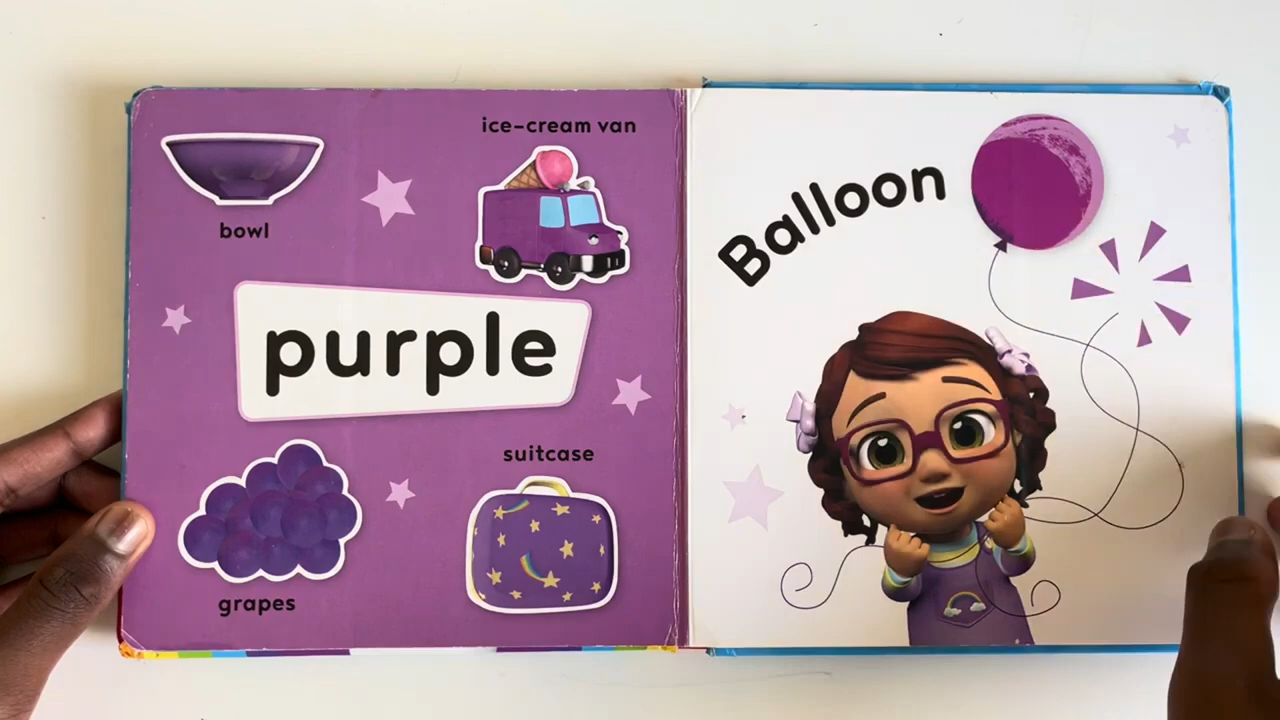 bowl
ice-cream van
purple
grapes
suitcase
Balloon